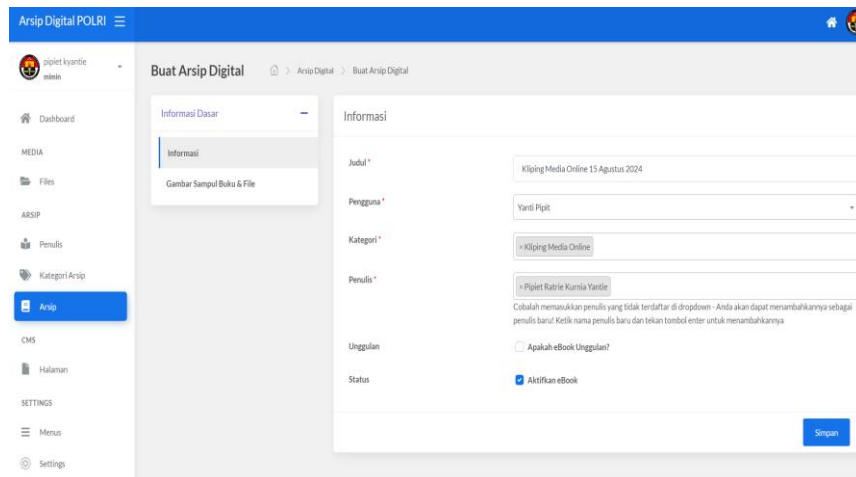 Arsip Digital POLRI
pipiet kyantie
mimin
Dashboard
MEDIA
Files
ARSIP
Penulis
Kategori Arsip
Arsip
CMS
Halaman
SETTINGS
Menus
Settings
Buat Arsip Digital
Arsip Digital > Buat Arsip Digital
Informasi Dasar
Informasi
Gambar Sampul Buku & File
Informasi
Judul * Kliping Media Online 15 Agustus 2024
Pengguna * Yanti Pipit
Kategori * × Kliping Media Online
Penulis * × Pipiet Ratrie Kurnia Yantie
Cobalah memasukkan penulis yang tidak terdaftar di dropdown - Anda akan dapat menambahkannya sebagai
penulis baru! Ketik nama penulis baru dan tekan tombol enter untuk menambahkannya
Unggulan Apakah eBook Unggulan?
Status Aktifkan eBook
Simpan